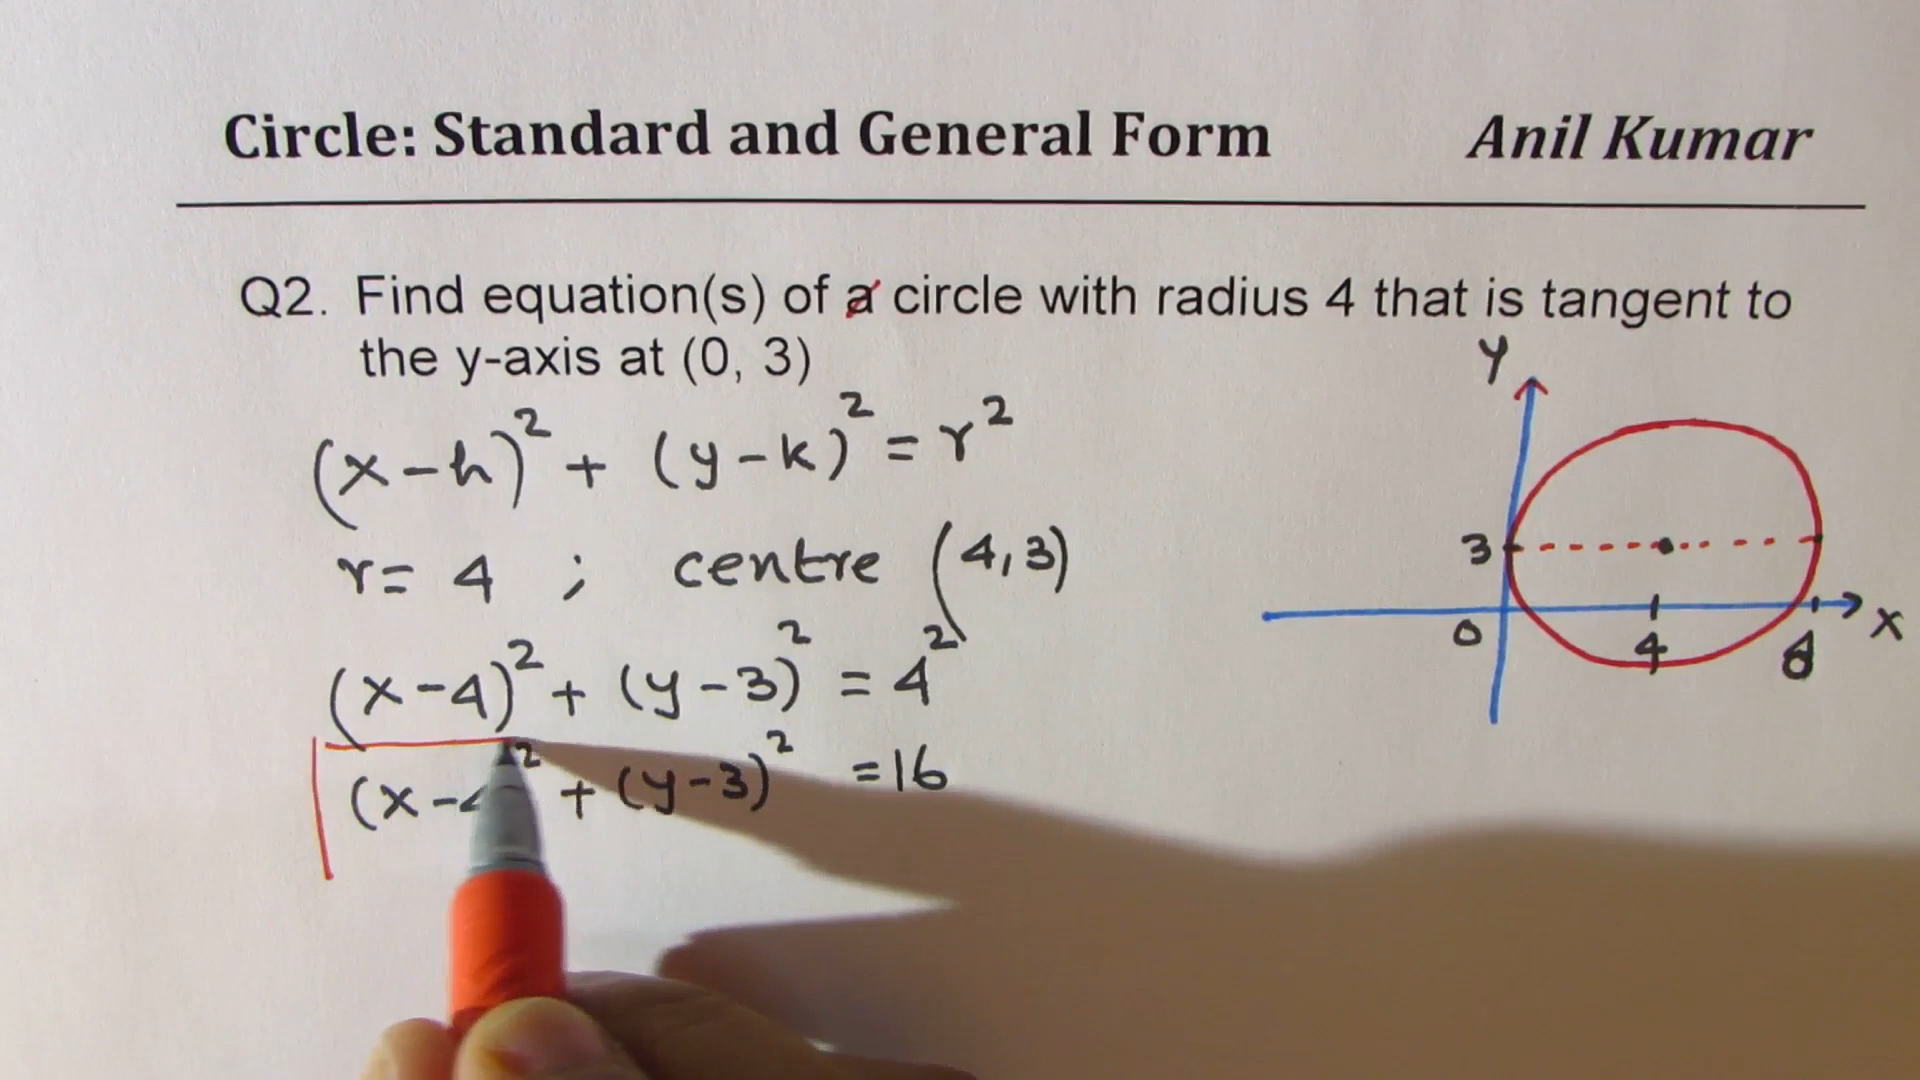 Circle: Standard and General Form Anil Kumar
Q2. Find equation(s) of a circle with radius 4 that is tangent to
the y-axis at (0, 3)
(x-h)² + (y-k)² = r²
r = 4 ; centre (4,3)
(x-4)² + (y-3)² = 4²
(x-4 ² + (y-3)² = 16
Y
3
0
4
8
X